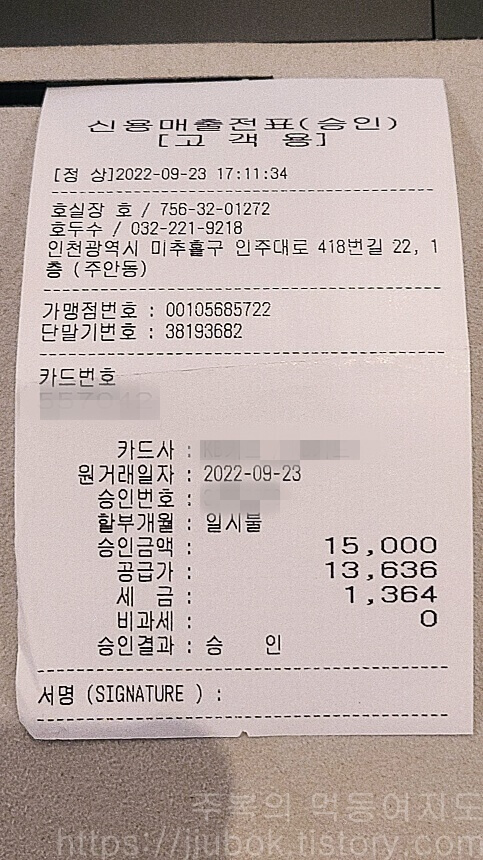 신용매출전표(승인)
[고 객 용]
[정 상]2022-09-23 17:11:34
호실장 호 / 756-32-01272
호두수 / 032-221-9218
인천광역시 미추홀구 인주대로 418번길 22, 1
층 (주안동)
가맹점번호 : 00105685722
단말기번호 : 38193682
카드번호
카드사 :
원거래일자 : 2022-09-23
승인번호 :
할부개월 : 일시불
승인금액 : 15,000
공급가 : 13,636
세 금 : 1,364
비과세 : 0
승인결과 : 승 인
서명 (SIGNATURE ) :
주복의 먹동여지도
https://jjubok.tistory.com